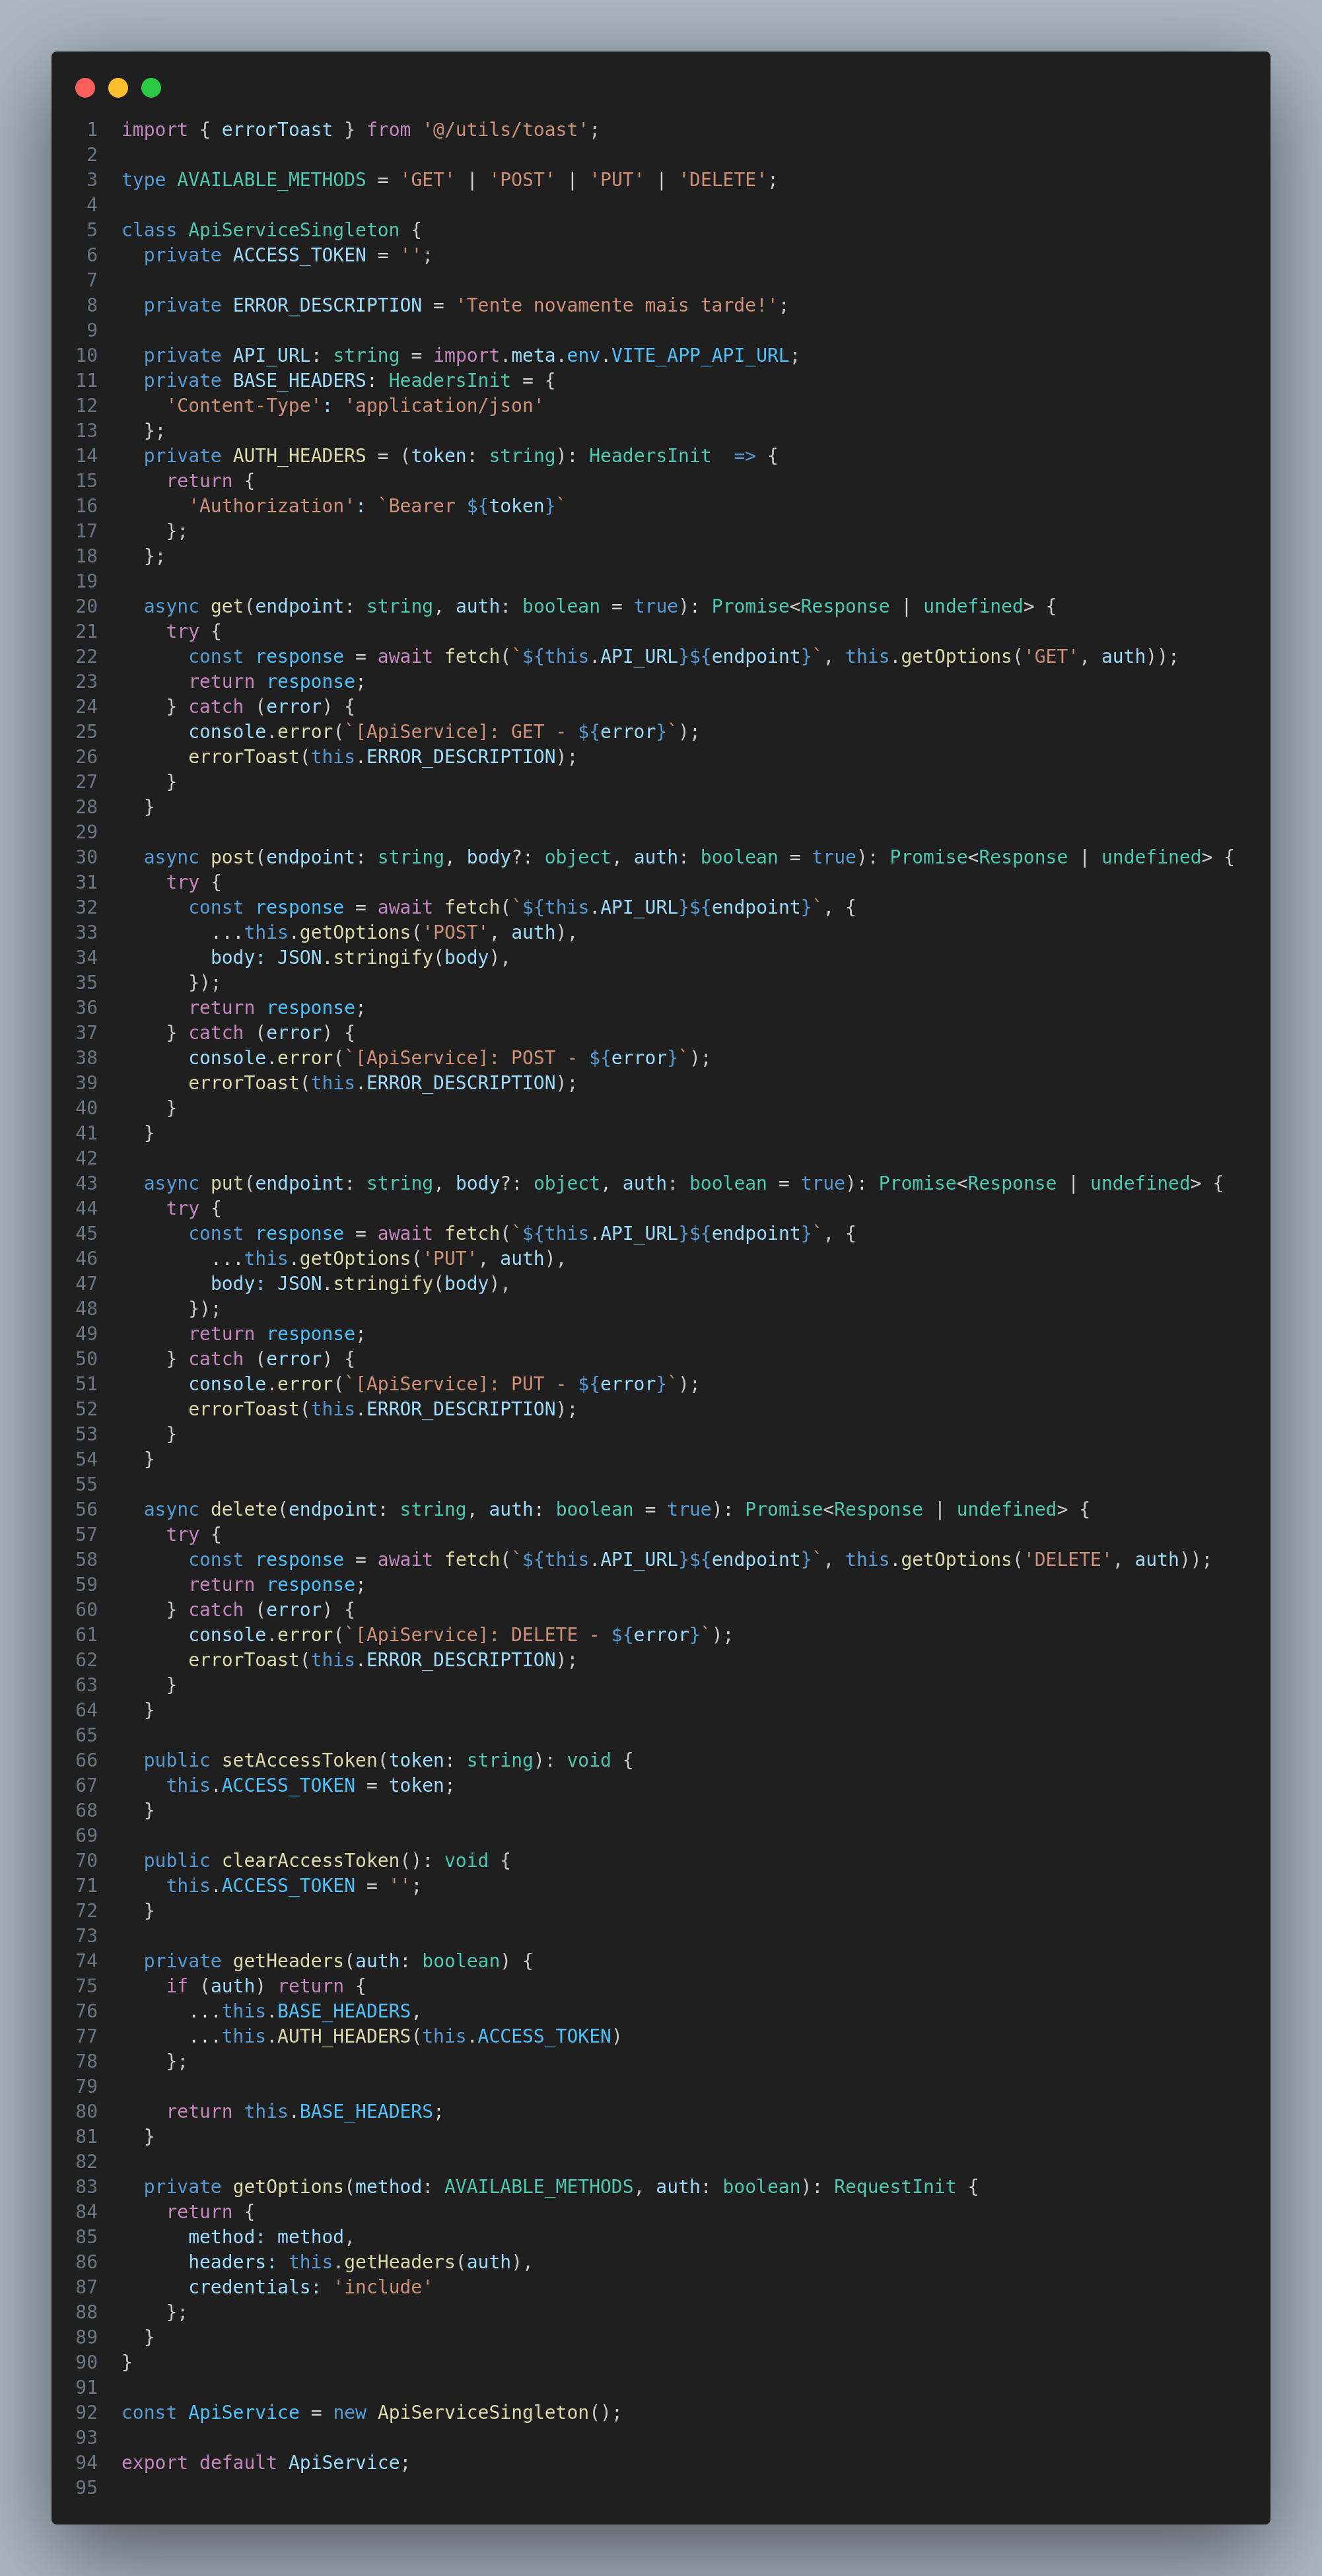 1 import { errorToast } from '@/utils/toast';
2
3 type AVAILABLE_METHODS = 'GET' | 'POST' | 'PUT' | 'DELETE';
4
5 class ApiServiceSingleton {
6   private ACCESS_TOKEN = '';
7
8   private ERROR_DESCRIPTION = 'Tente novamente mais tarde!';
9
10   private API_URL: string = import.meta.env.VITE_APP_API_URL;
11   private BASE_HEADERS: HeadersInit = {
12     'Content-Type': 'application/json'
13   };
14   private AUTH_HEADERS = (token: string): HeadersInit  => {
15     return {
16       'Authorization': `Bearer ${token}`
17     };
18   };
19
20   async get(endpoint: string, auth: boolean = true): Promise<Response | undefined> {
21     try {
22       const response = await fetch(`${this.API_URL}${endpoint}`, this.getOptions('GET', auth));
23       return response;
24     } catch (error) {
25       console.error(`[ApiService]: GET - ${error}`);
26       errorToast(this.ERROR_DESCRIPTION);
27     }
28   }
29
30   async post(endpoint: string, body?: object, auth: boolean = true): Promise<Response | undefined> {
31     try {
32       const response = await fetch(`${this.API_URL}${endpoint}`, {
33         ...this.getOptions('POST', auth),
34         body: JSON.stringify(body),
35       });
36       return response;
37     } catch (error) {
38       console.error(`[ApiService]: POST - ${error}`);
39       errorToast(this.ERROR_DESCRIPTION);
40     }
41   }
42
43   async put(endpoint: string, body?: object, auth: boolean = true): Promise<Response | undefined> {
44     try {
45       const response = await fetch(`${this.API_URL}${endpoint}`, {
46         ...this.getOptions('PUT', auth),
47         body: JSON.stringify(body),
48       });
49       return response;
50     } catch (error) {
51       console.error(`[ApiService]: PUT - ${error}`);
52       errorToast(this.ERROR_DESCRIPTION);
53     }
54   }
55
56   async delete(endpoint: string, auth: boolean = true): Promise<Response | undefined> {
57     try {
58       const response = await fetch(`${this.API_URL}${endpoint}`, this.getOptions('DELETE', auth));
59       return response;
60     } catch (error) {
61       console.error(`[ApiService]: DELETE - ${error}`);
62       errorToast(this.ERROR_DESCRIPTION);
63     }
64   }
65
66   public setAccessToken(token: string): void {
67     this.ACCESS_TOKEN = token;
68   }
69
70   public clearAccessToken(): void {
71     this.ACCESS_TOKEN = '';
72   }
73
74   private getHeaders(auth: boolean) {
75     if (auth) return {
76       ...this.BASE_HEADERS,
77       ...this.AUTH_HEADERS(this.ACCESS_TOKEN)
78     };
79
80     return this.BASE_HEADERS;
81   }
82
83   private getOptions(method: AVAILABLE_METHODS, auth: boolean): RequestInit {
84     return {
85       method: method,
86       headers: this.getHeaders(auth),
87       credentials: 'include'
88     };
89   }
90 }
91
92 const ApiService = new ApiServiceSingleton();
93
94 export default ApiService;
95